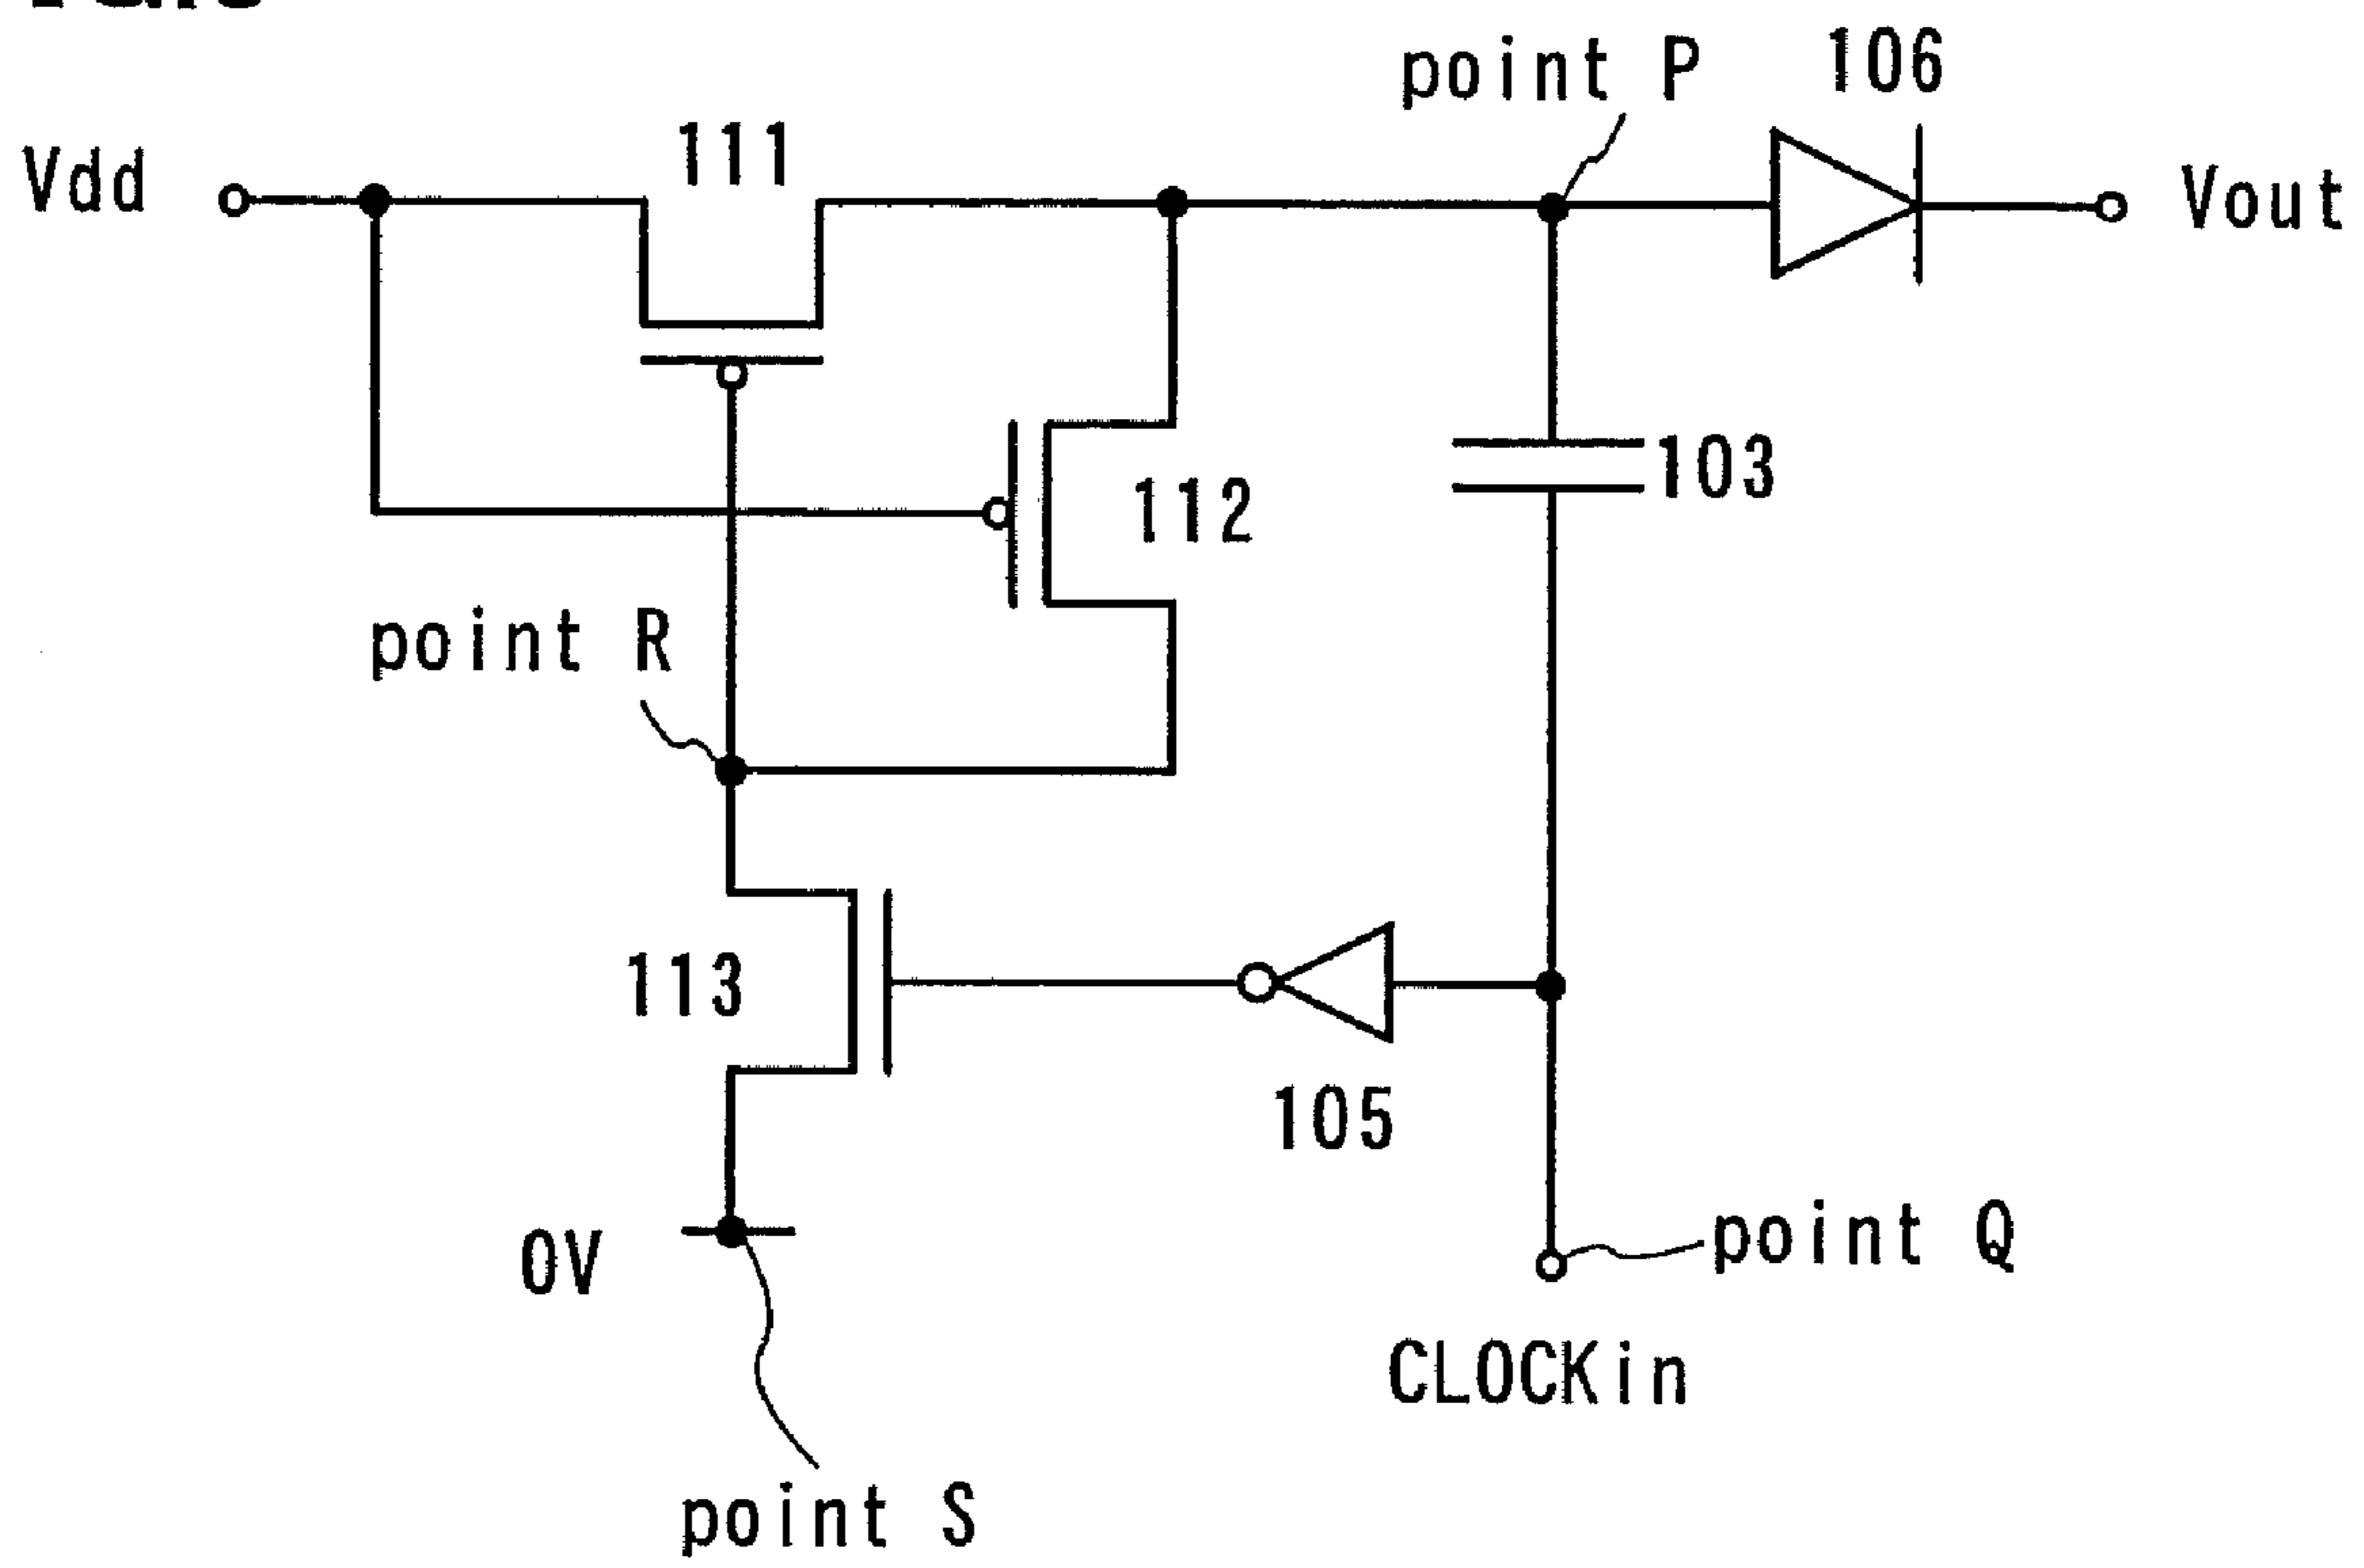 point P
106
111
Vdd
Vout
103
112
point R
113
105
0V
point Q
CLOCKin
point S